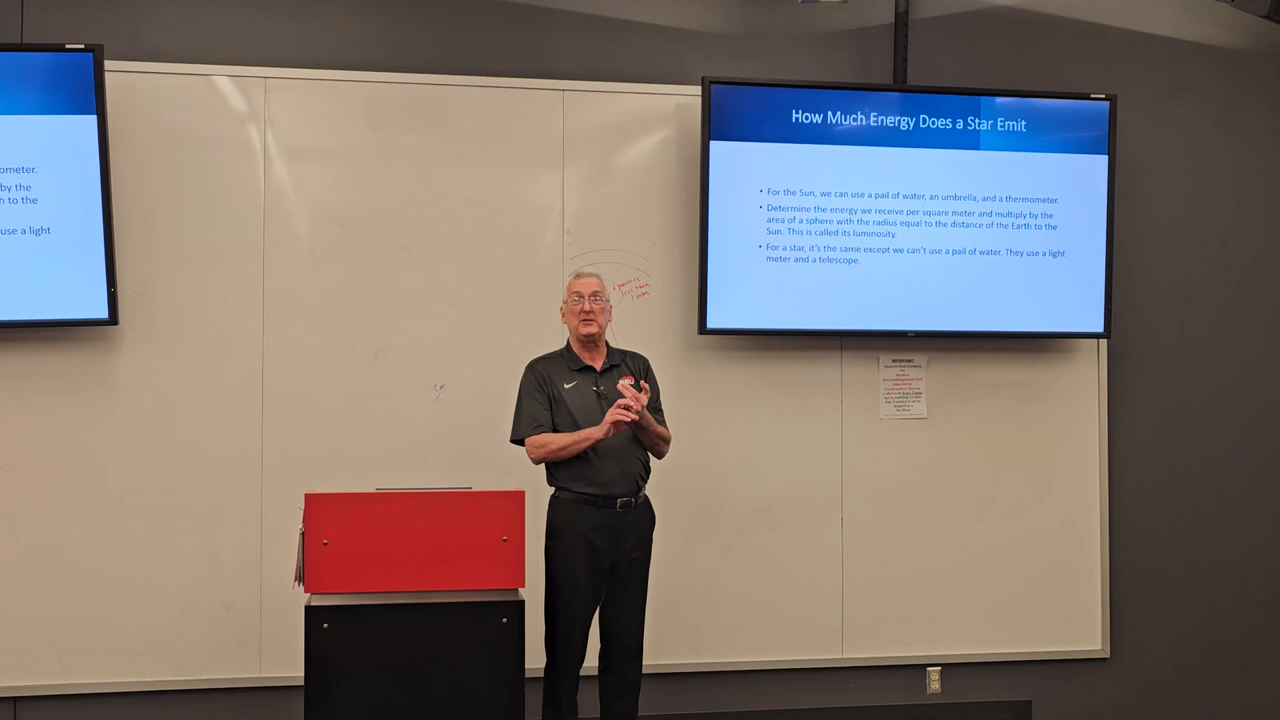 ometer.
by the
h to the
use a light
How Much Energy Does a Star Emit
• For the Sun, we can use a pail of water, an umbrella, and a thermometer.
• Determine the energy we receive per square meter and multiply by the
area of a sphere with the radius equal to the distance of the Earth to the
Sun. This is called its luminosity.
• For a star, it's the same except we can't use a pail of water. They use a light
meter and a telescope.
less than
IMPORTANT: